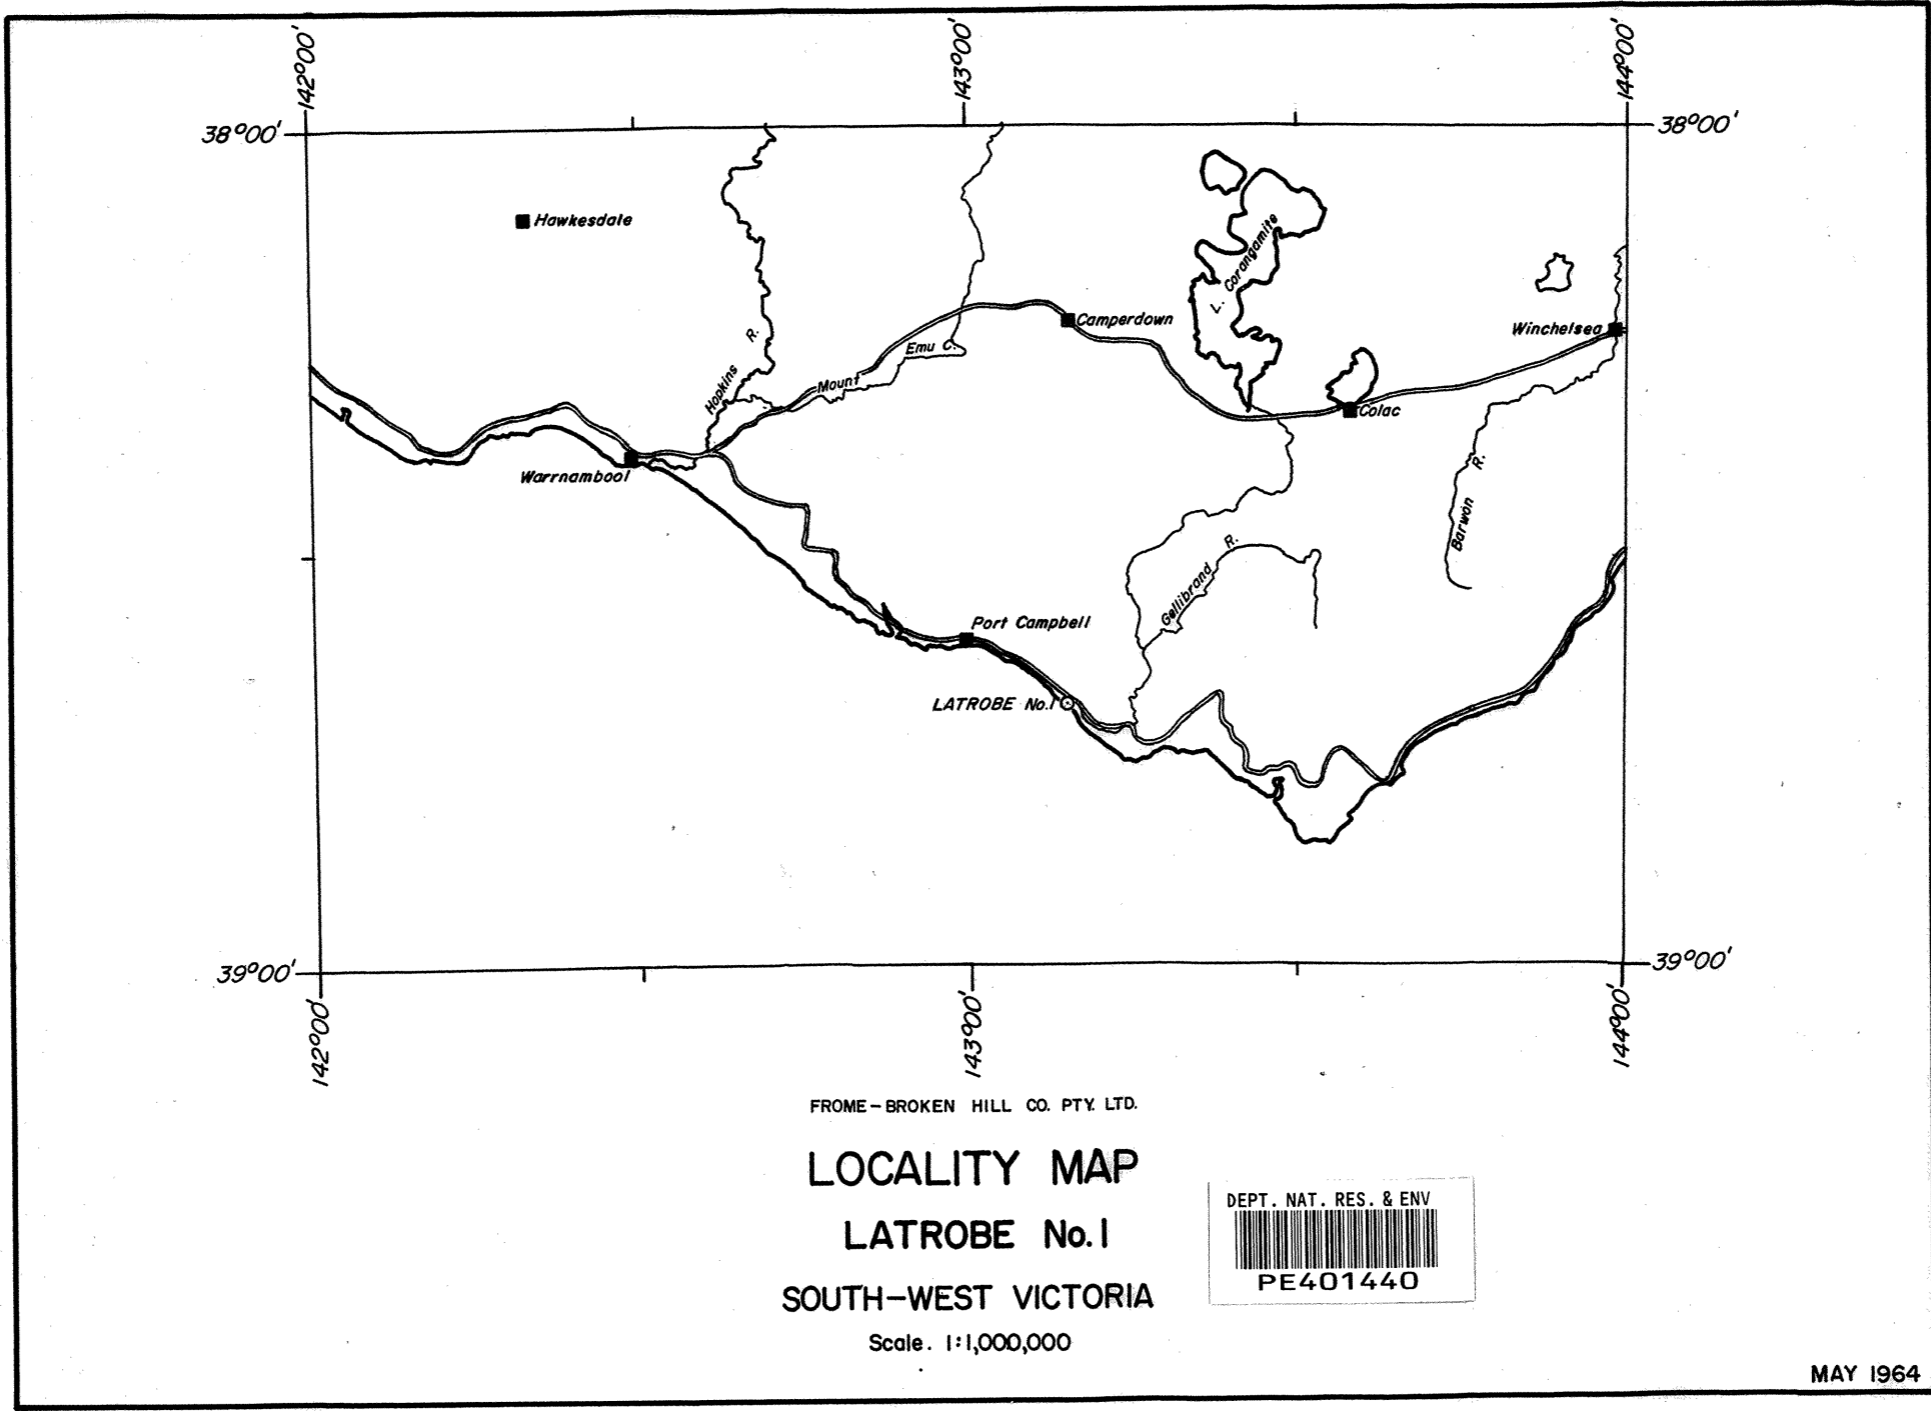 142°00'
143°00'
144°00'
38°00'
38°00'
Hawkesdale
L. Corangamite
Camperdown
Winchelsea
Hopkins R.
Mount Emu C.
Colac
Warrnambool
Barwon R.
Gellibrand R.
Port Campbell
LATROBE No.1
39°00'
39°00'
142°00'
143°00'
144°00'
FROME-BROKEN HILL CO. PTY. LTD.
LOCALITY MAP
LATROBE No.1
SOUTH-WEST VICTORIA
Scale. 1:1,000,000
DEPT. NAT. RES. & ENV
PE401440
MAY 1964